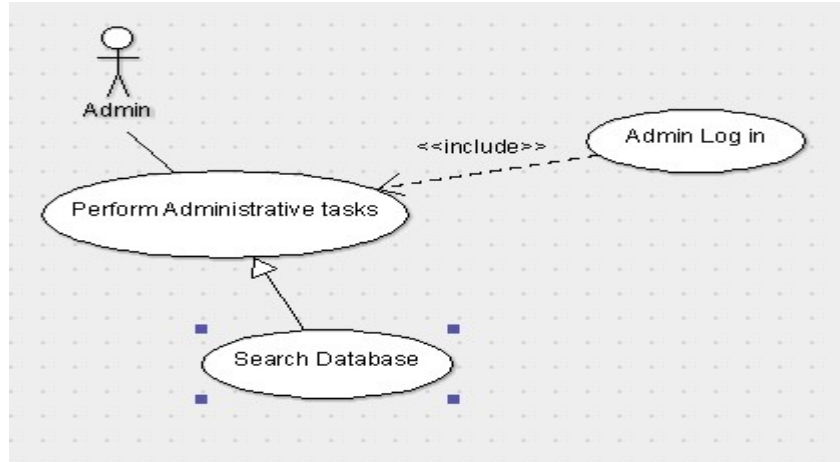 Admin
<<include>>
Admin Log in
Perform Administrative tasks
Search Database